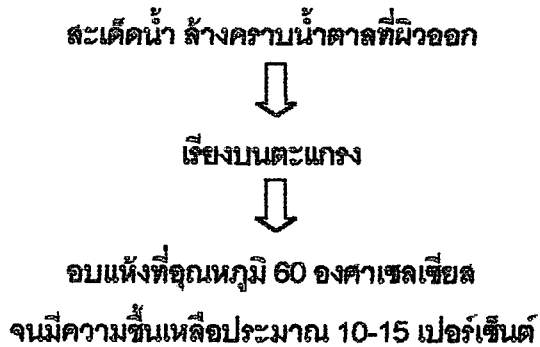 สะเด็ดน้ำ ล้างคราบน้ำตาลที่ผิวออก
เรียงบนตะแกรง
อบแห้งที่อุณหภูมิ 60 องศาเซลเซียส
จนมีความชื้นเหลือประมาณ 10-15 เปอร์เซ็นต์